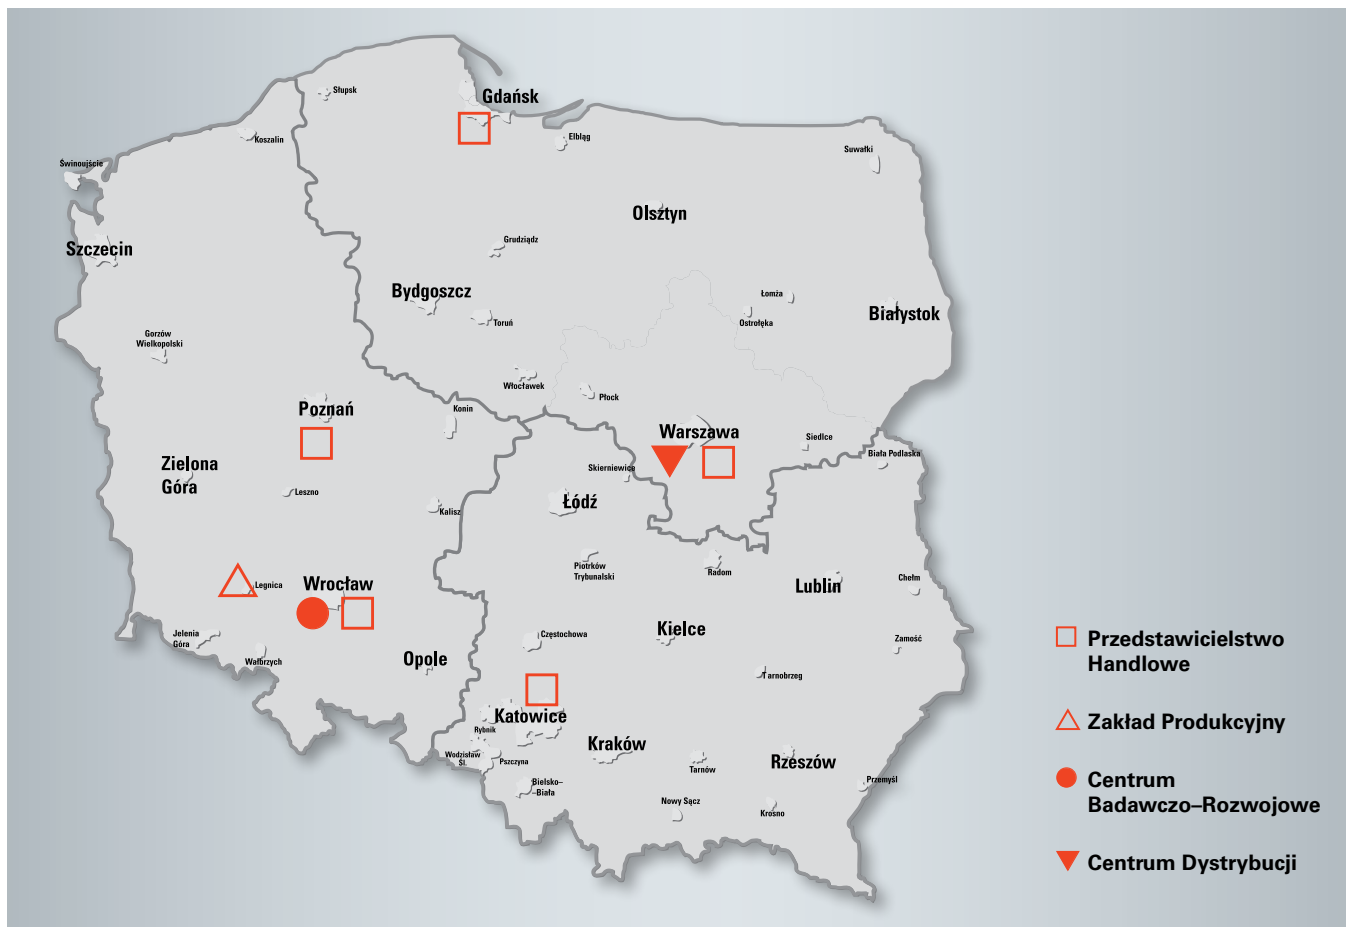 Słupsk
Gdańsk
Koszalin
Elbląg
Suwałki
Świnoujście
Olsztyn
Szczecin
Grudziądz
Bydgoszcz
Łomża
Białystok
Toruń
Ostrołęka
Gorzów
Wielkopolski
Włocławek
Płock
Poznań
Konin
Warszawa
Siedlce
Biała Podlaska
Zielona
Góra
Skierniewice
Leszno
Łódź
Kalisz
Piotrków
Trybunalski
Radom
Legnica
Wrocław
Lublin
Chełm
Jelenia
Góra
Częstochowa
Kielce
Zamość
Wałbrzych
Opole
Tarnobrzeg
Katowice
Rybnik
Kraków
Wodzisław
Śl.
Pszczyna
Tarnów
Rzeszów
Bielsko–
–Biała
Przemyśl
Nowy Sącz
Krosno
Przedstawicielstwo
Handlowe
Zakład Produkcyjny
Centrum
Badawczo–Rozwojowe
Centrum Dystrybucji